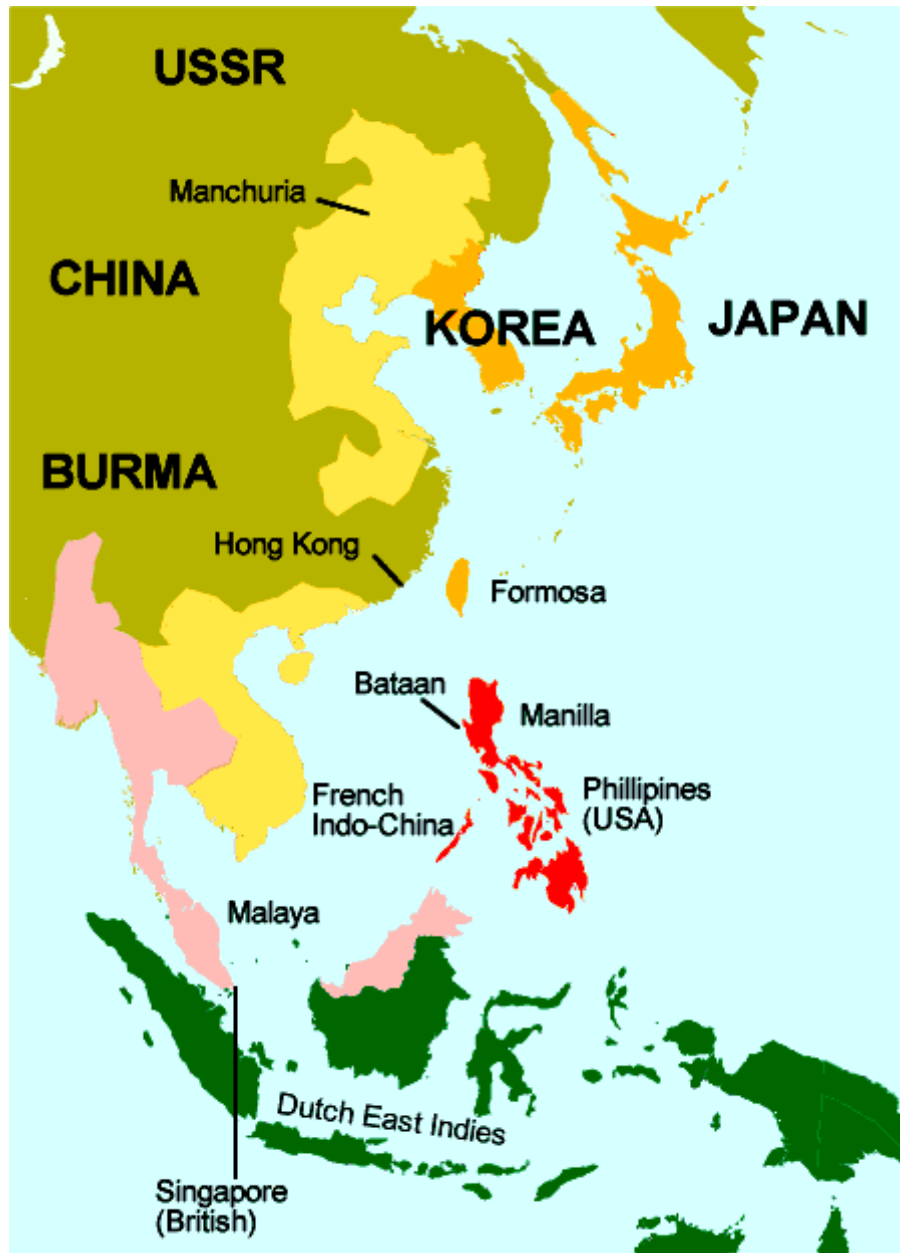 USSR
Manchuria
CHINA
KOREA
JAPAN
BURMA
Hong Kong
Formosa
Bataan
Manilla
French
Indo-China
Phillipines
(USA)
Malaya
Dutch East Indies
Singapore
(British)